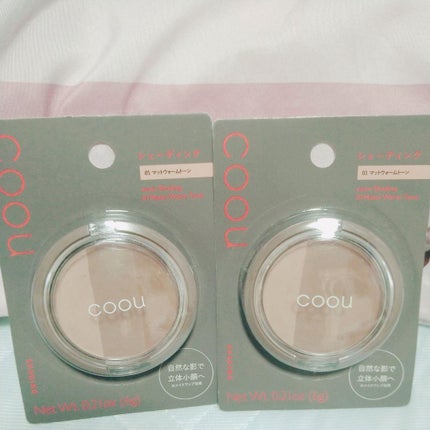 coou
シェーディング
01 マットウォームトーン
coou
自然な影で
立体小顔へ
Net Wt. 0.21oz (6g)
coou
シェーディング
01 マットウォームトーン
coou
自然な影で
立体小顔へ
Net Wt. 0.21oz (6g)